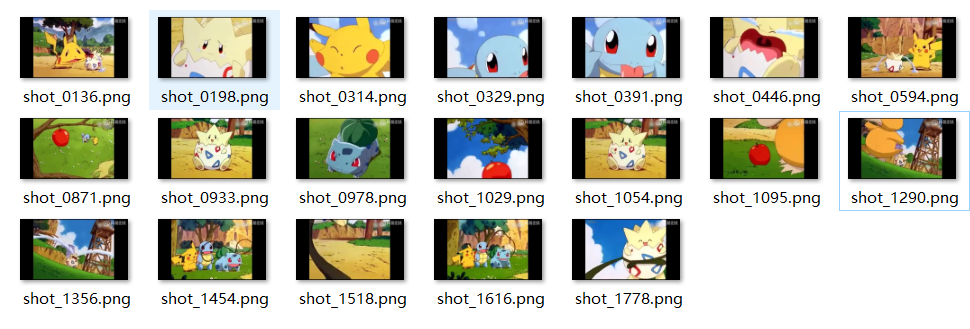 shot_0136.png shot_0198.png shot_0314.png shot_0329.png shot_0391.png shot_0446.png shot_0594.png
shot_0871.png shot_0933.png shot_0978.png shot_1029.png shot_1054.png shot_1095.png shot_1290.png
shot_1356.png shot_1454.png shot_1518.png shot_1616.png shot_1778.png